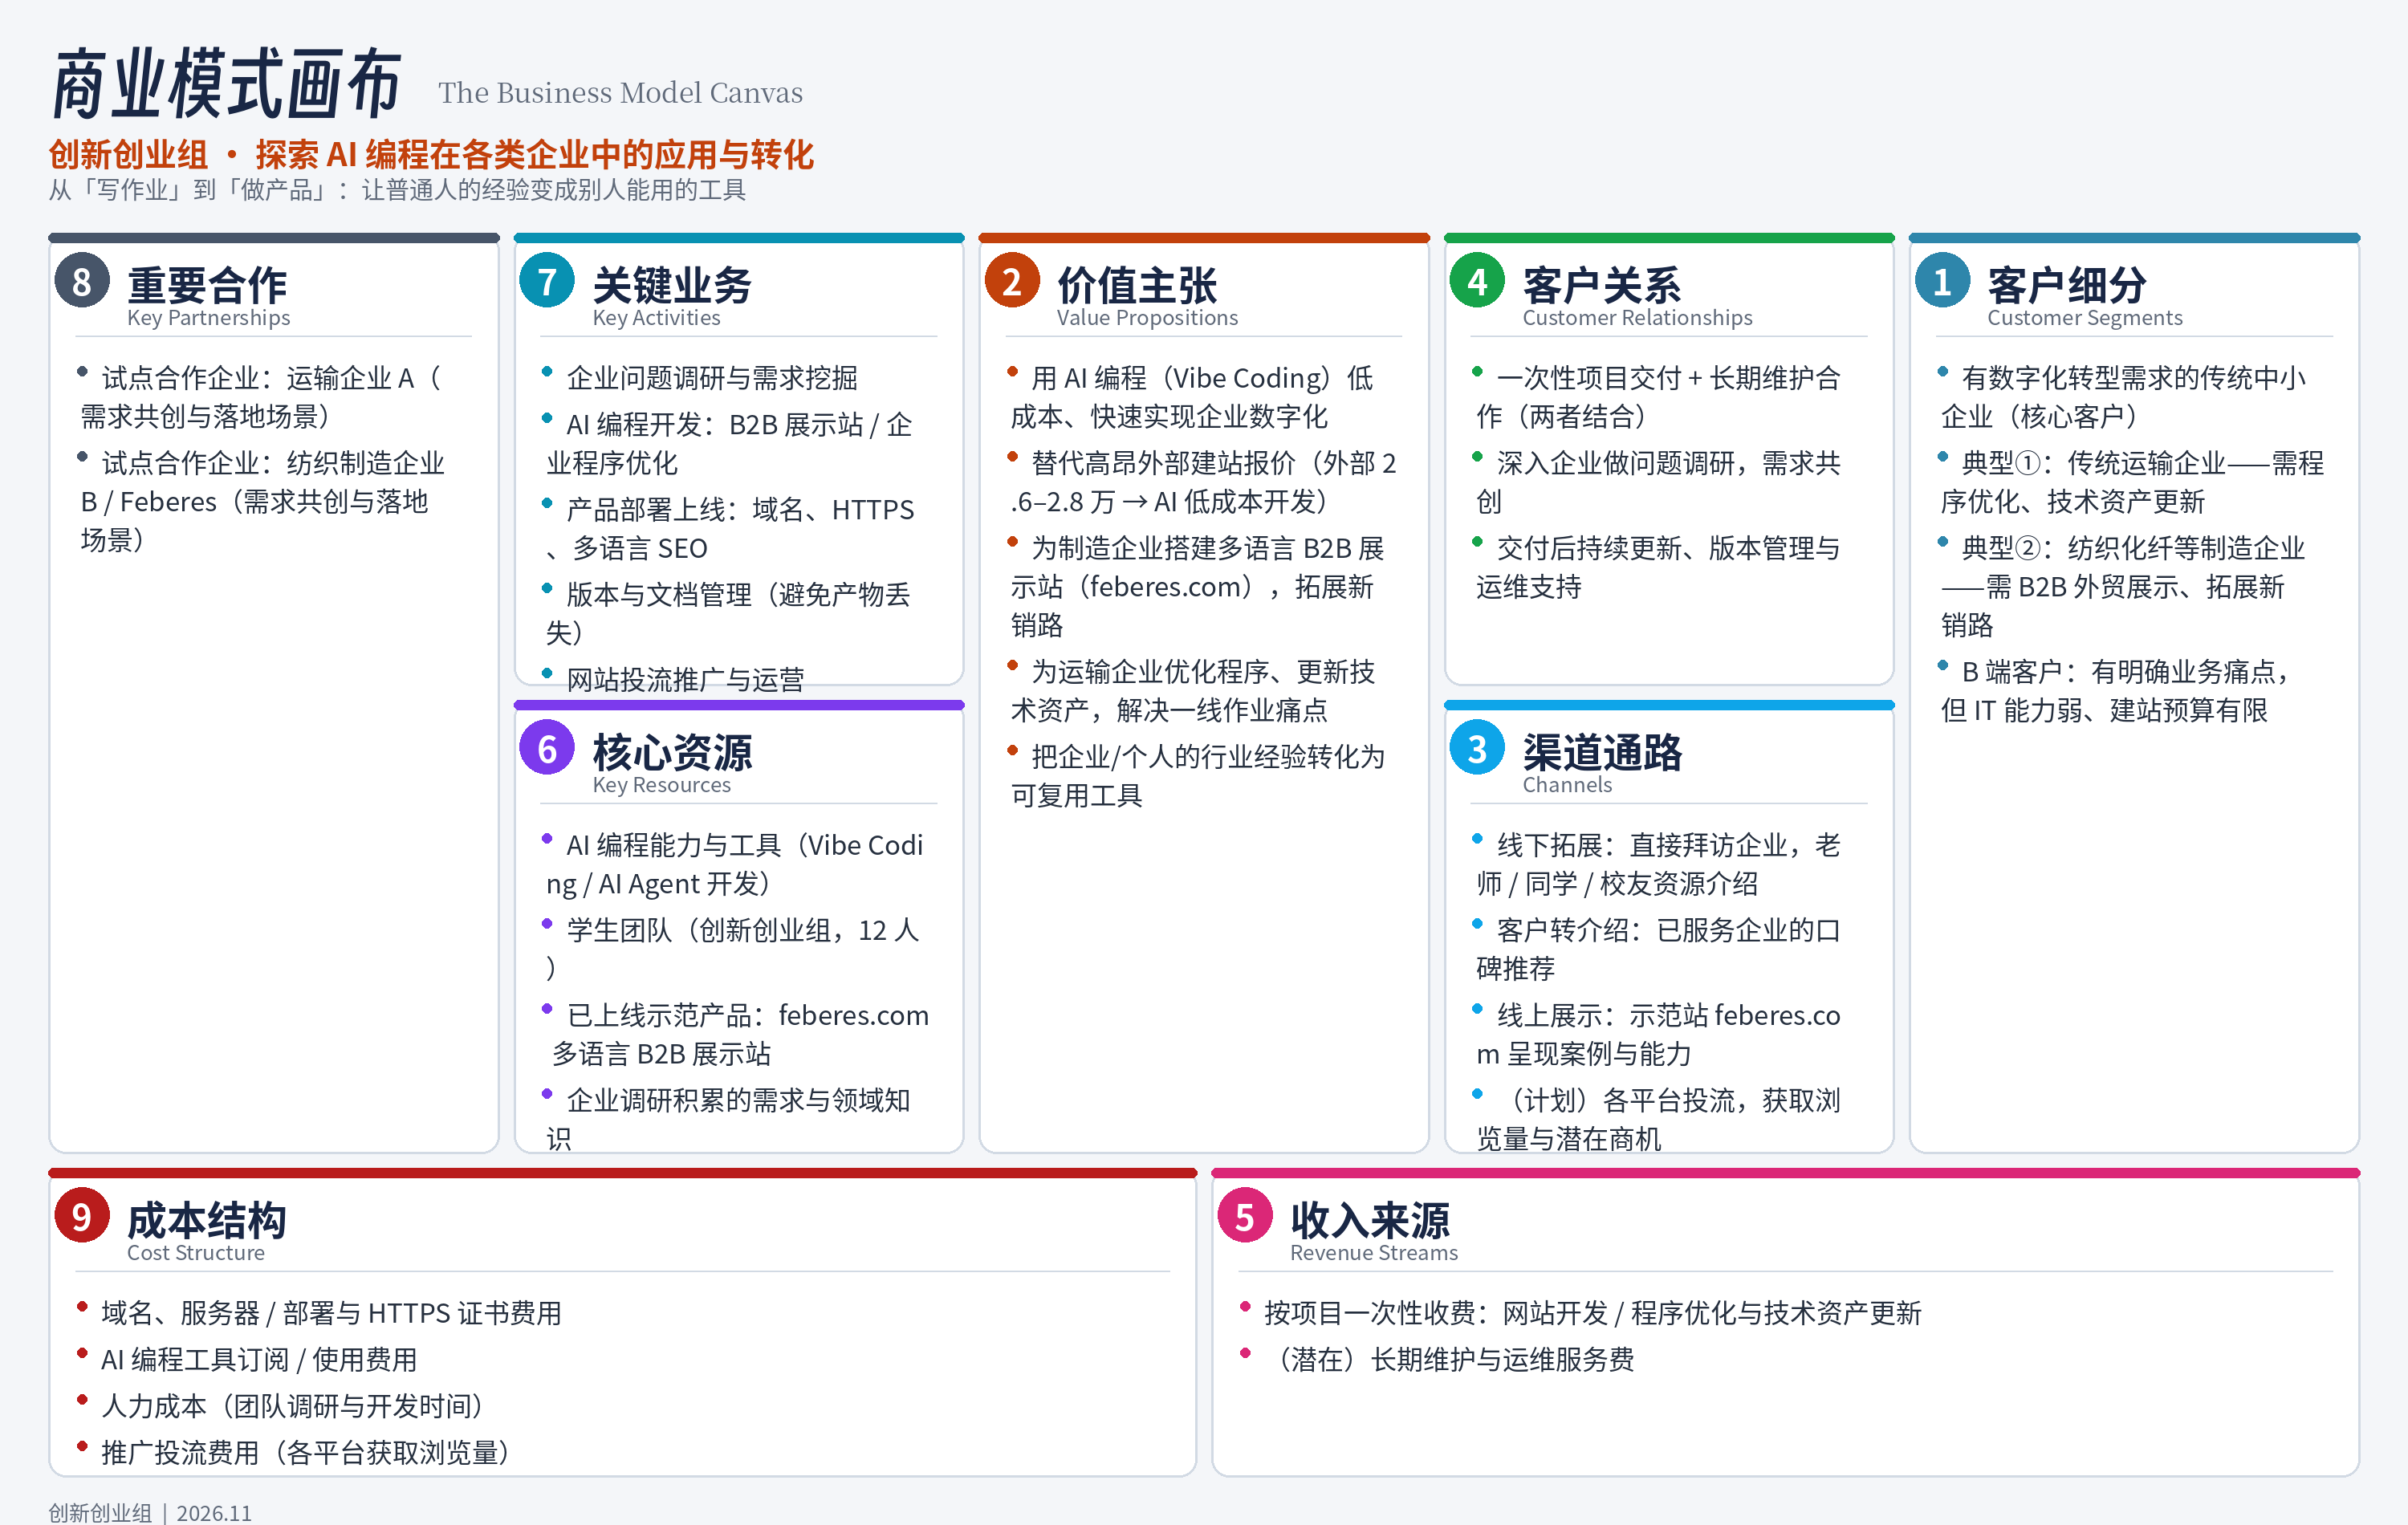 商业模式画布 The Business Model Canvas
创新创业组 · 探索 AI 编程在各类企业中的应用与转化
从「写作业」到「做产品」：让普通人的经验变成别人能用的工具
8 重要合作
Key Partnerships
• 试点合作企业：运输企业 A（
需求共创与落地场景）
• 试点合作企业：纺织制造企业
B / Feberes（需求共创与落地
场景）
7 关键业务
Key Activities
• 企业问题调研与需求挖掘
• AI 编程开发：B2B 展示站 / 企
业程序优化
• 产品部署上线：域名、HTTPS
、多语言 SEO
• 版本与文档管理（避免产物丢
失）
• 网站投流推广与运营
6 核心资源
Key Resources
• AI 编程能力与工具（Vibe Codi
ng / AI Agent 开发）
• 学生团队（创新创业组，12 人
）
• 已上线示范产品：feberes.com
多语言 B2B 展示站
• 企业调研积累的需求与领域知
识
2 价值主张
Value Propositions
• 用 AI 编程（Vibe Coding）低
成本、快速实现企业数字化
• 替代高昂外部建站报价（外部 2
.6–2.8 万 → AI 低成本开发）
• 为制造企业搭建多语言 B2B 展
示站（feberes.com），拓展新
销路
• 为运输企业优化程序、更新技
术资产，解决一线作业痛点
• 把企业/个人的行业经验转化为
可复用工具
4 客户关系
Customer Relationships
• 一次性项目交付 + 长期维护合
作（两者结合）
• 深入企业做问题调研，需求共
创
• 交付后持续更新、版本管理与
运维支持
3 渠道通路
Channels
• 线下拓展：直接拜访企业，老
师 / 同学 / 校友资源介绍
• 客户转介绍：已服务企业的口
碑推荐
• 线上展示：示范站 feberes.co
m 呈现案例与能力
• （计划）各平台投流，获取浏
览量与潜在商机
1 客户细分
Customer Segments
• 有数字化转型需求的传统中小
企业（核心客户）
• 典型①：传统运输企业——需程
序优化、技术资产更新
• 典型②：纺织化纤等制造企业
——需 B2B 外贸展示、拓展新
销路
• B 端客户：有明确业务痛点，
但 IT 能力弱、建站预算有限
9 成本结构
Cost Structure
• 域名、服务器 / 部署与 HTTPS 证书费用
• AI 编程工具订阅 / 使用费用
• 人力成本（团队调研与开发时间）
• 推广投流费用（各平台获取浏览量）
5 收入来源
Revenue Streams
• 按项目一次性收费：网站开发 / 程序优化与技术资产更新
• （潜在）长期维护与运维服务费
创新创业组 | 2026.11